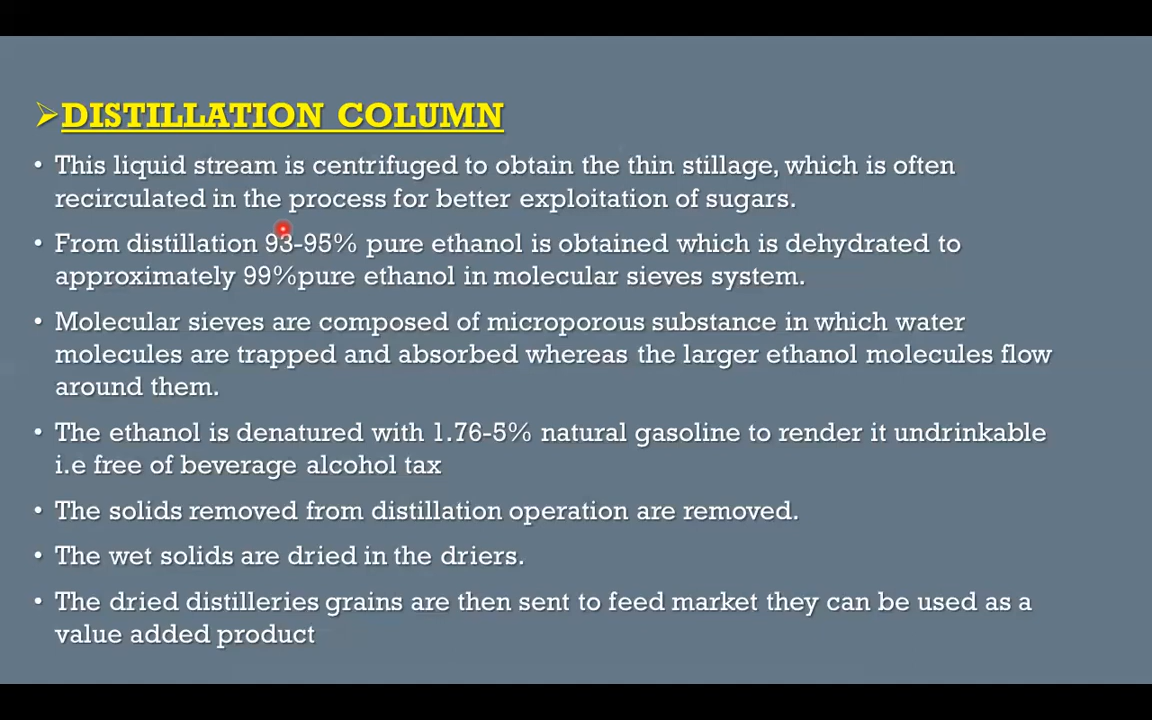 ➢DISTILLATION COLUMN
• This liquid stream is centrifuged to obtain the thin stillage, which is often
recirculated in the process for better exploitation of sugars.
• From distillation 93-95% pure ethanol is obtained which is dehydrated to
approximately 99%pure ethanol in molecular sieves system.
• Molecular sieves are composed of microporous substance in which water
molecules are trapped and absorbed whereas the larger ethanol molecules flow
around them.
• The ethanol is denatured with 1.76-5% natural gasoline to render it undrinkable
i.e free of beverage alcohol tax
• The solids removed from distillation operation are removed.
• The wet solids are dried in the driers.
• The dried distilleries grains are then sent to feed market they can be used as a
value added product